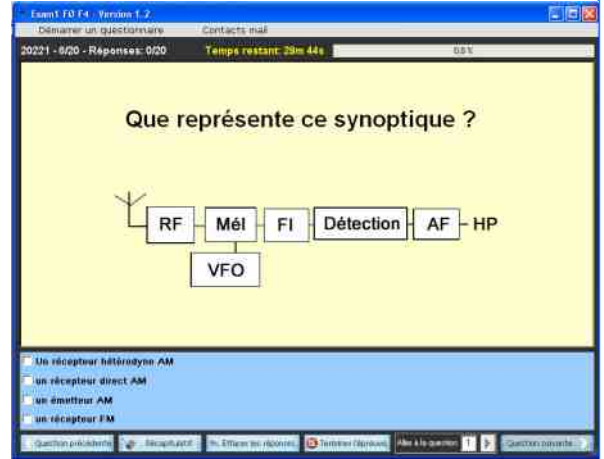 Exam1 F0 F4 - Version 1.2
Démarrer un questionnaire Contacts mail
20221 - 6/20 - Réponses: 0/20 Temps restant: 29m 44s 0.0 %
Que représente ce synoptique ?
RF Mél FI Détection AF HP
VFO
Un récepteur hétérodyne AM
un récepteur direct AM
un émetteur AM
un récepteur FM
Question précédente Récapitulatif Effacer les réponses Terminer l'épreuve Aller à la question 1 Question suivante